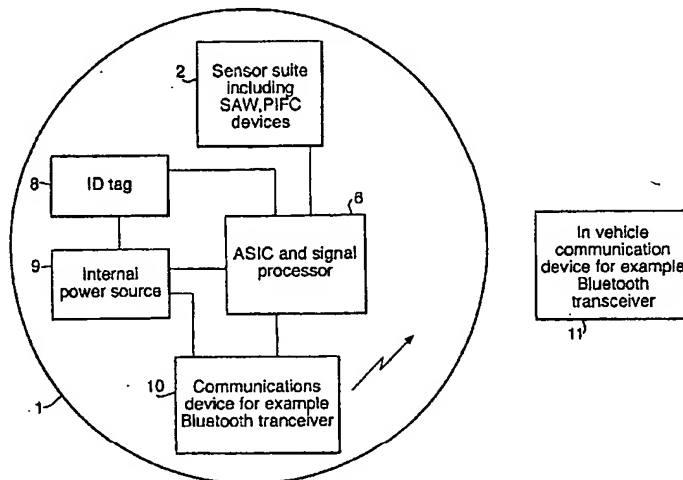 2
Sensor suite
including
SAW,PIFC
devices
8
ID tag
6
ASIC and signal
processor
9
Internal
power source
In vehicle
communication
device for example
Bluetooth
transceiver
11
10
Communications
device for example
Bluetooth tranceiver
1